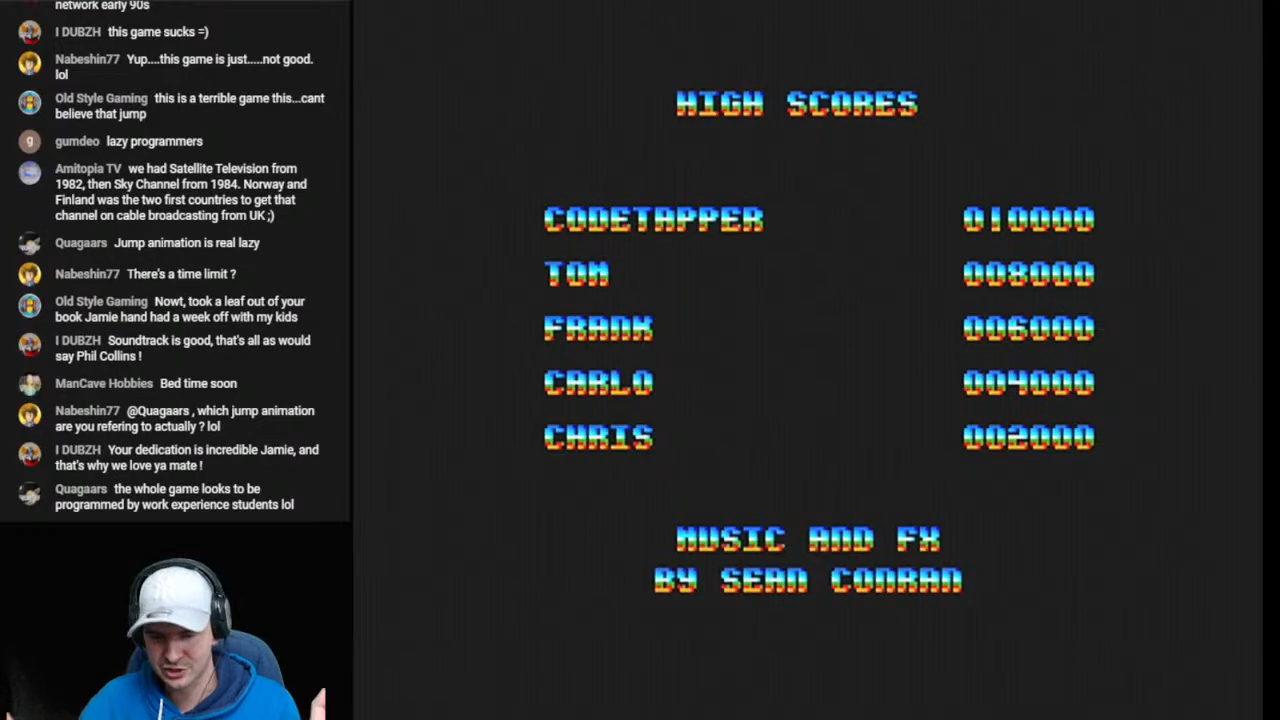 network early 90s
I DUBZH this game sucks =)
Nabeshin77 Yup....this game is just.....not good.
lol
Old Style Gaming this is a terrible game this...cant
believe that jump
g gumdeo lazy programmers
Amitopia TV we had Satellite Television from
1982, then Sky Channel from 1984. Norway and
Finland was the two first countries to get that
channel on cable broadcasting from UK ;)
Quagaars Jump animation is real lazy
Nabeshin77 There's a time limit ?
Old Style Gaming Nowt, took a leaf out of your
book Jamie hand had a week off with my kids
I DUBZH Soundtrack is good, that's all as would
say Phil Collins !
ManCave Hobbies Bed time soon
Nabeshin77 @Quagaars , which jump animation
are you refering to actually ? lol
I DUBZH Your dedication is incredible Jamie, and
that's why we love ya mate !
Quagaars the whole game looks to be
programmed by work experience students lol
HIGH SCORES
CODETAPPER 010000
TOM 008000
FRANK 006000
CARLO 004000
CHRIS 002000
MUSIC AND FX
BY SEAN CONRAN